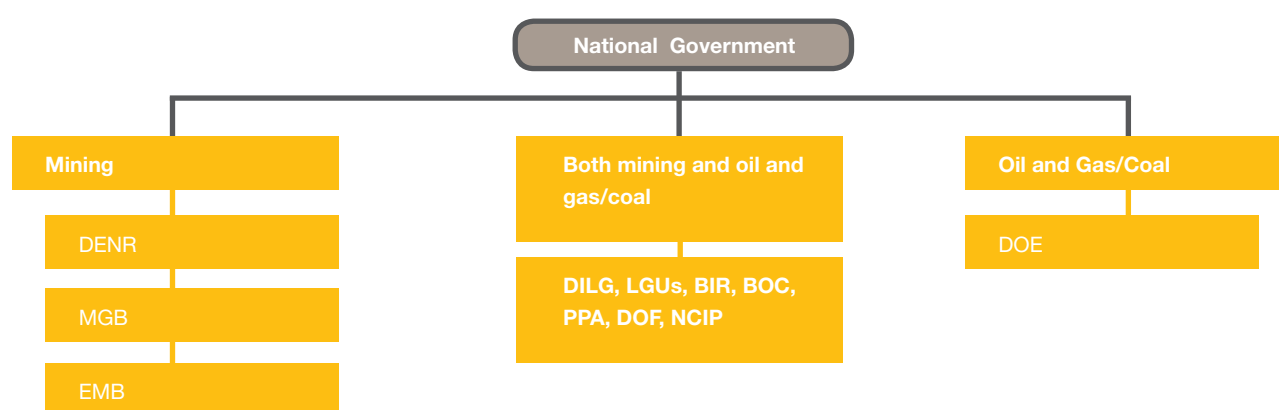 National Government
Mining
DENR
MGB
EMB
Both mining and oil and
gas/coal
DILG, LGUs, BIR, BOC,
PPA, DOF, NCIP
Oil and Gas/Coal
DOE